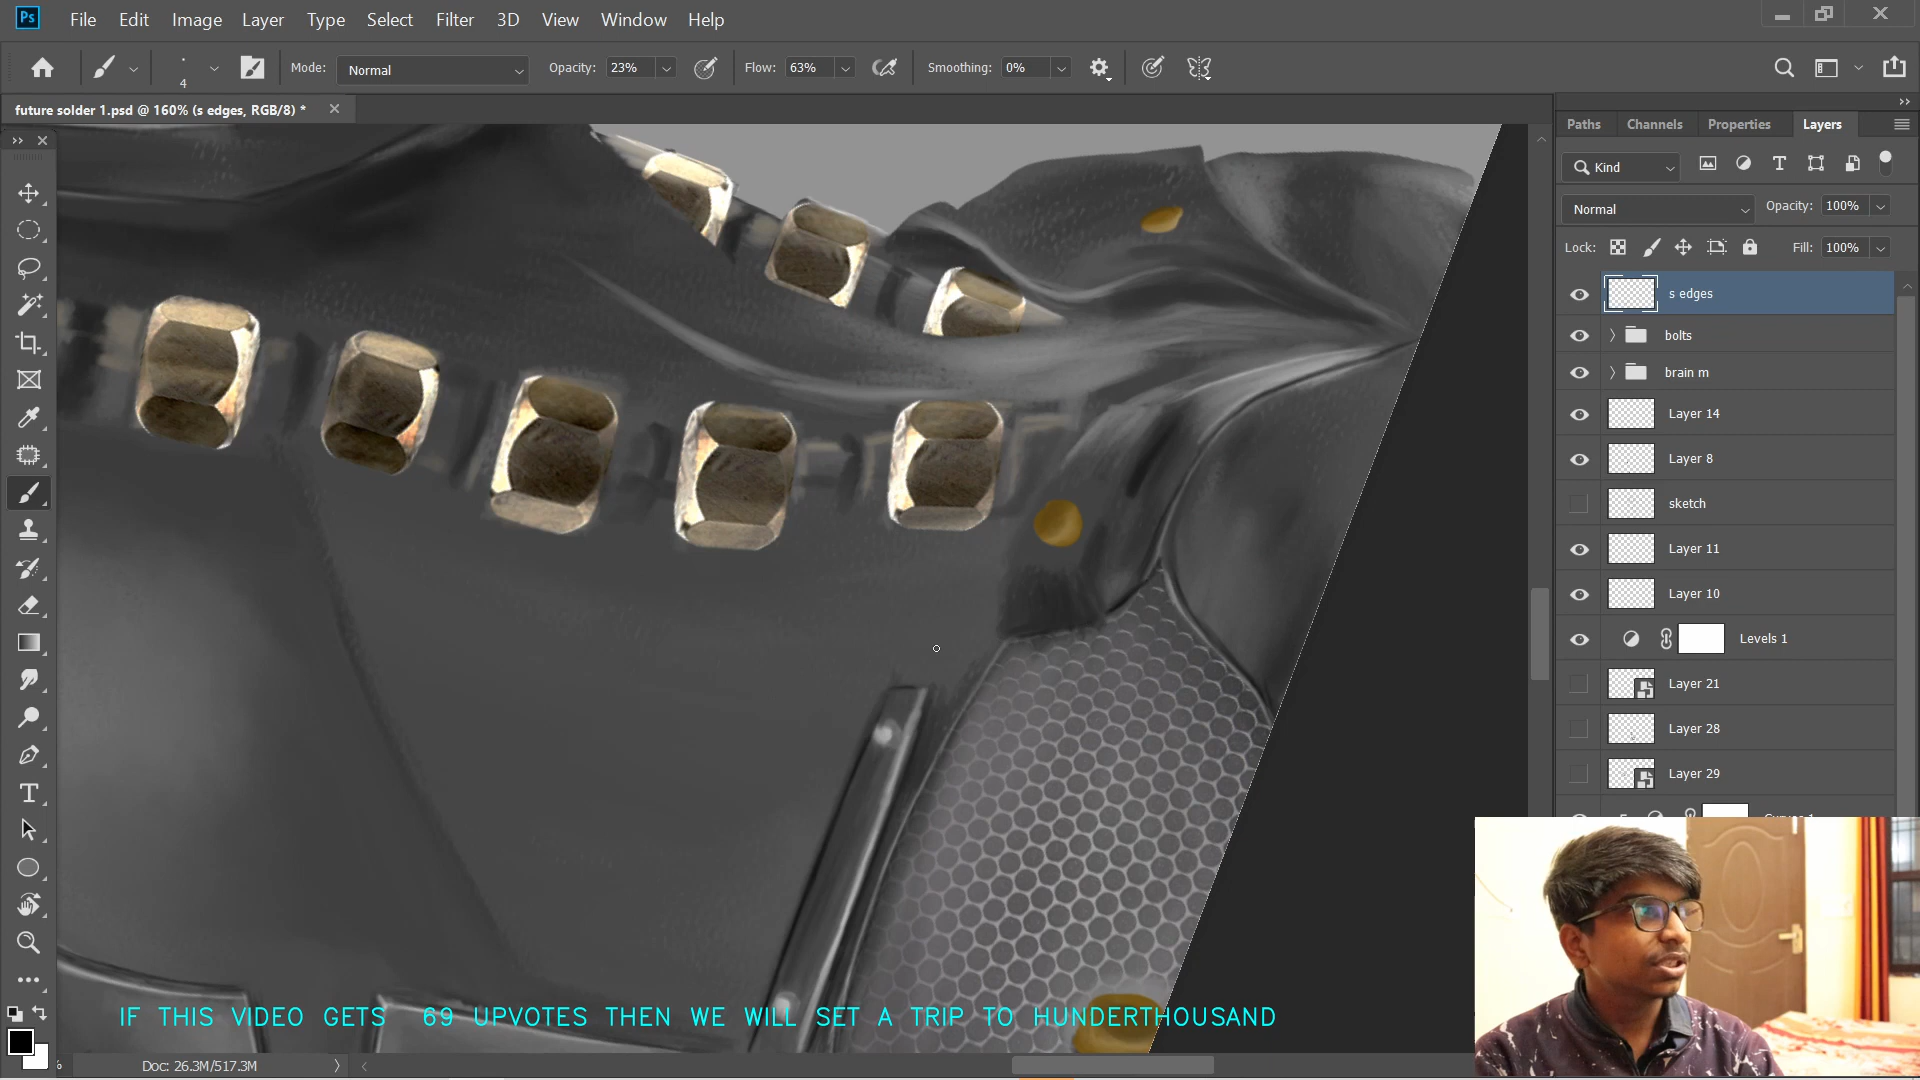 Ps File Edit Image Layer Type Select Filter 3D View Window Help
4 Mode: Normal Opacity: 23% Flow: 63% Smoothing: 0%
future solder 1.psd @ 160% (s edges, RGB/8) *
Paths Channels Properties Layers
Kind
Normal Opacity: 100%
Lock: Fill: 100%
s edges
bolts
brain m
Layer 14
Layer 8
sketch
Layer 11
Layer 10
Levels 1
Layer 21
Layer 28
Layer 29
IF THIS VIDEO GETS 69 UPVOTES THEN WE WILL SET A TRIP TO HUNDERTHOUSAND
% Doc: 26.3M/517.3M